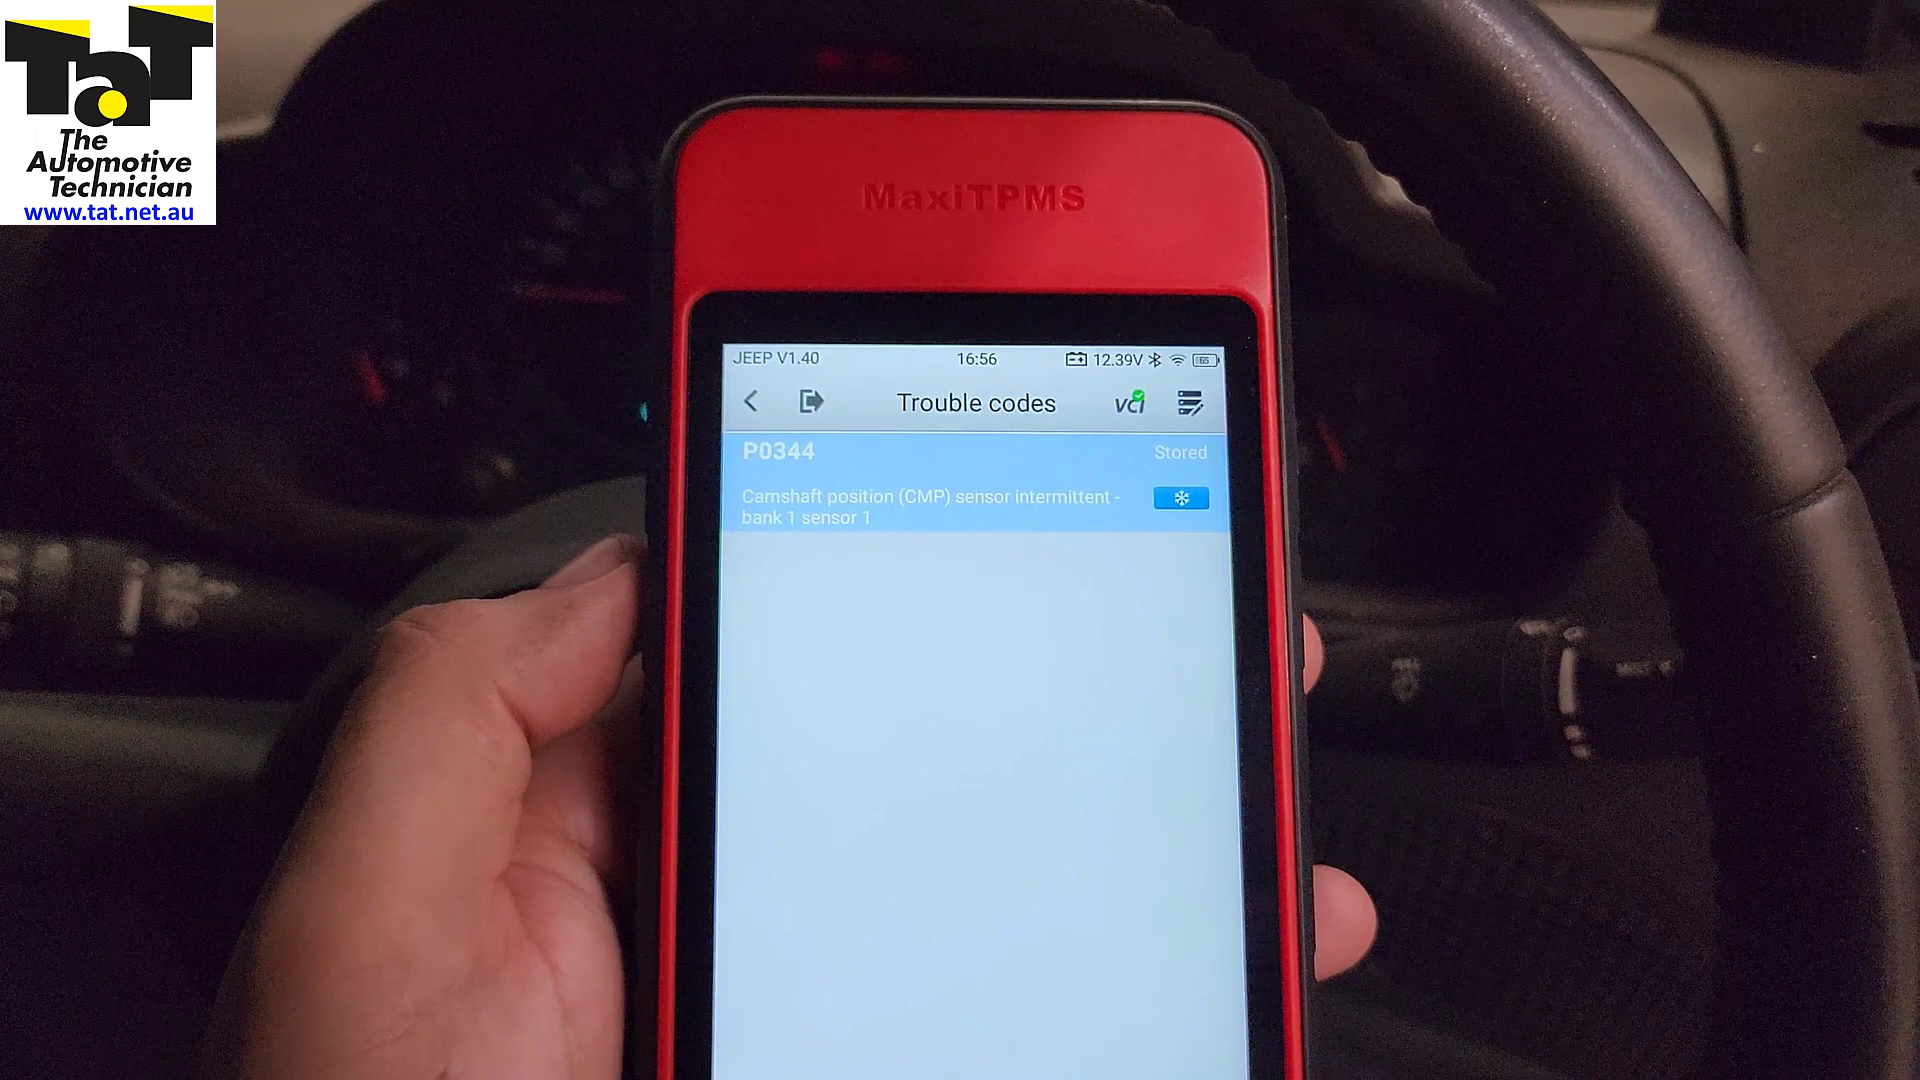 TaT
The
Automotive
Technician
www.tat.net.au
MaxiTPMS
JEEP V1.40 16:56 12.39V 65
Trouble codes VCI
P0344 Stored
Camshaft position (CMP) sensor intermittent -
bank 1 sensor 1